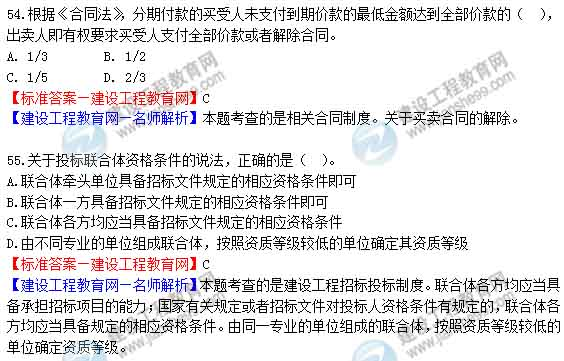 54.根据《合同法》，分期付款的买受人未支付到期价款的最低金额达到全部价款的（　），
出卖人即有权要求买受人支付全部价款或者解除合同。
A. 1/3　　B. 1/2
C. 1/5　　D. 2/3
【标准答案—建设工程教育网】C
【建设工程教育网—名师解析】本题考查的是相关合同制度。关于买卖合同的解除。
55.关于投标联合体资格条件的说法，正确的是（　）。
A.联合体牵头单位具备招标文件规定的相应资格条件即可
B.联合体一方具备招标文件规定的相应资格条件即可
C.联合体各方均应当具备招标文件规定的相应资格条件
D.由不同专业的单位组成联合体，按照资质等级较低的单位确定其资质等级
【标准答案—建设工程教育网】C
【建设工程教育网—名师解析】本题考查的是建设工程招标投标制度。联合体各方均应当具
备承担招标项目的能力；国家有关规定或者招标文件对投标人资格条件有规定的，联合体各
方均应当具备规定的相应资格条件。由同一专业的单位组成的联合体，按照资质等级较低的
单位确定资质等级。
建设工程教育网
www.jianshe99.com